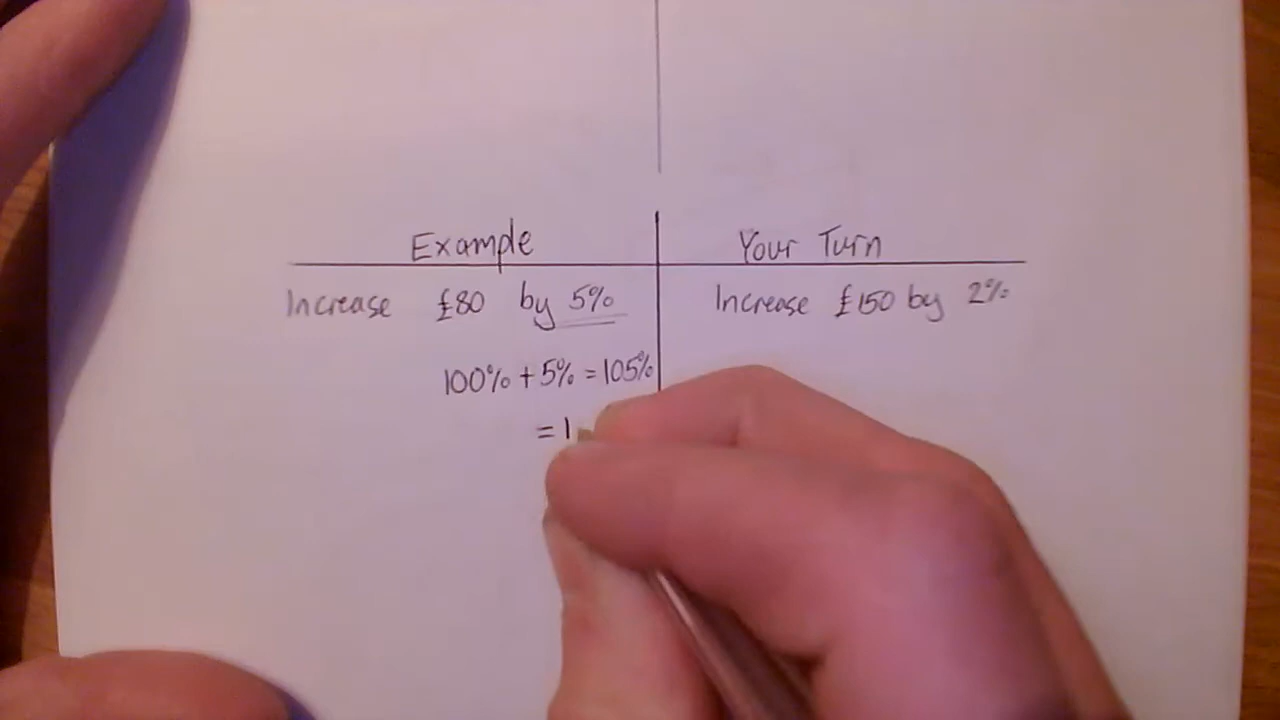 Example
Your Turn
Increase £80 by 5%
Increase £150 by 2%
100% + 5% = 105%
= 1